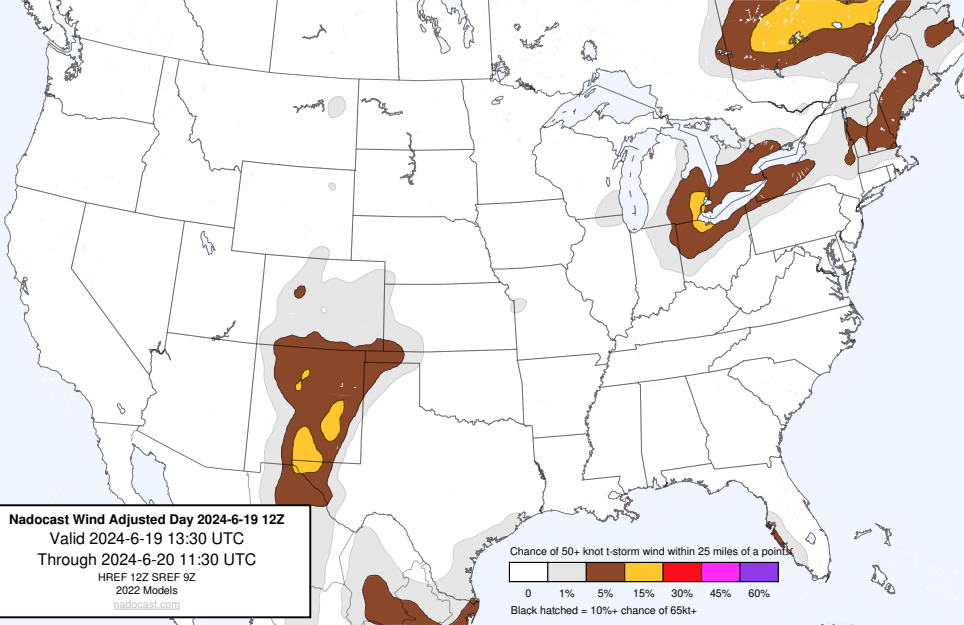 Nadocast Wind Adjusted Day 2024-6-19 12Z
Valid 2024-6-19 13:30 UTC
Through 2024-6-20 11:30 UTC
HREF 12Z SREF 9Z
2022 Models
nadocast.com
Chance of 50+ knot t-storm wind within 25 miles of a point.
0 1% 5% 15% 30% 45% 60%
Black hatched = 10%+ chance of 65kt+